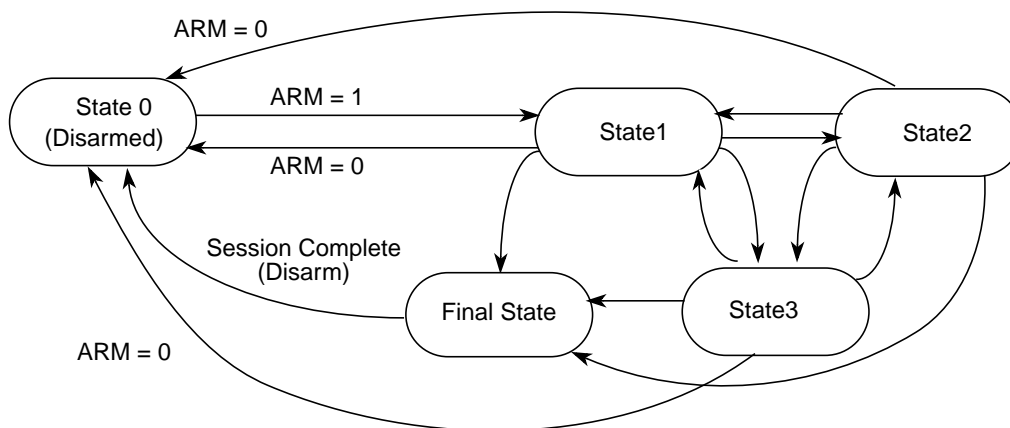 ARM = 0
State 0
(Disarmed)
ARM = 1
State1
State2
ARM = 0
Session Complete
(Disarm)
Final State
State3
ARM = 0